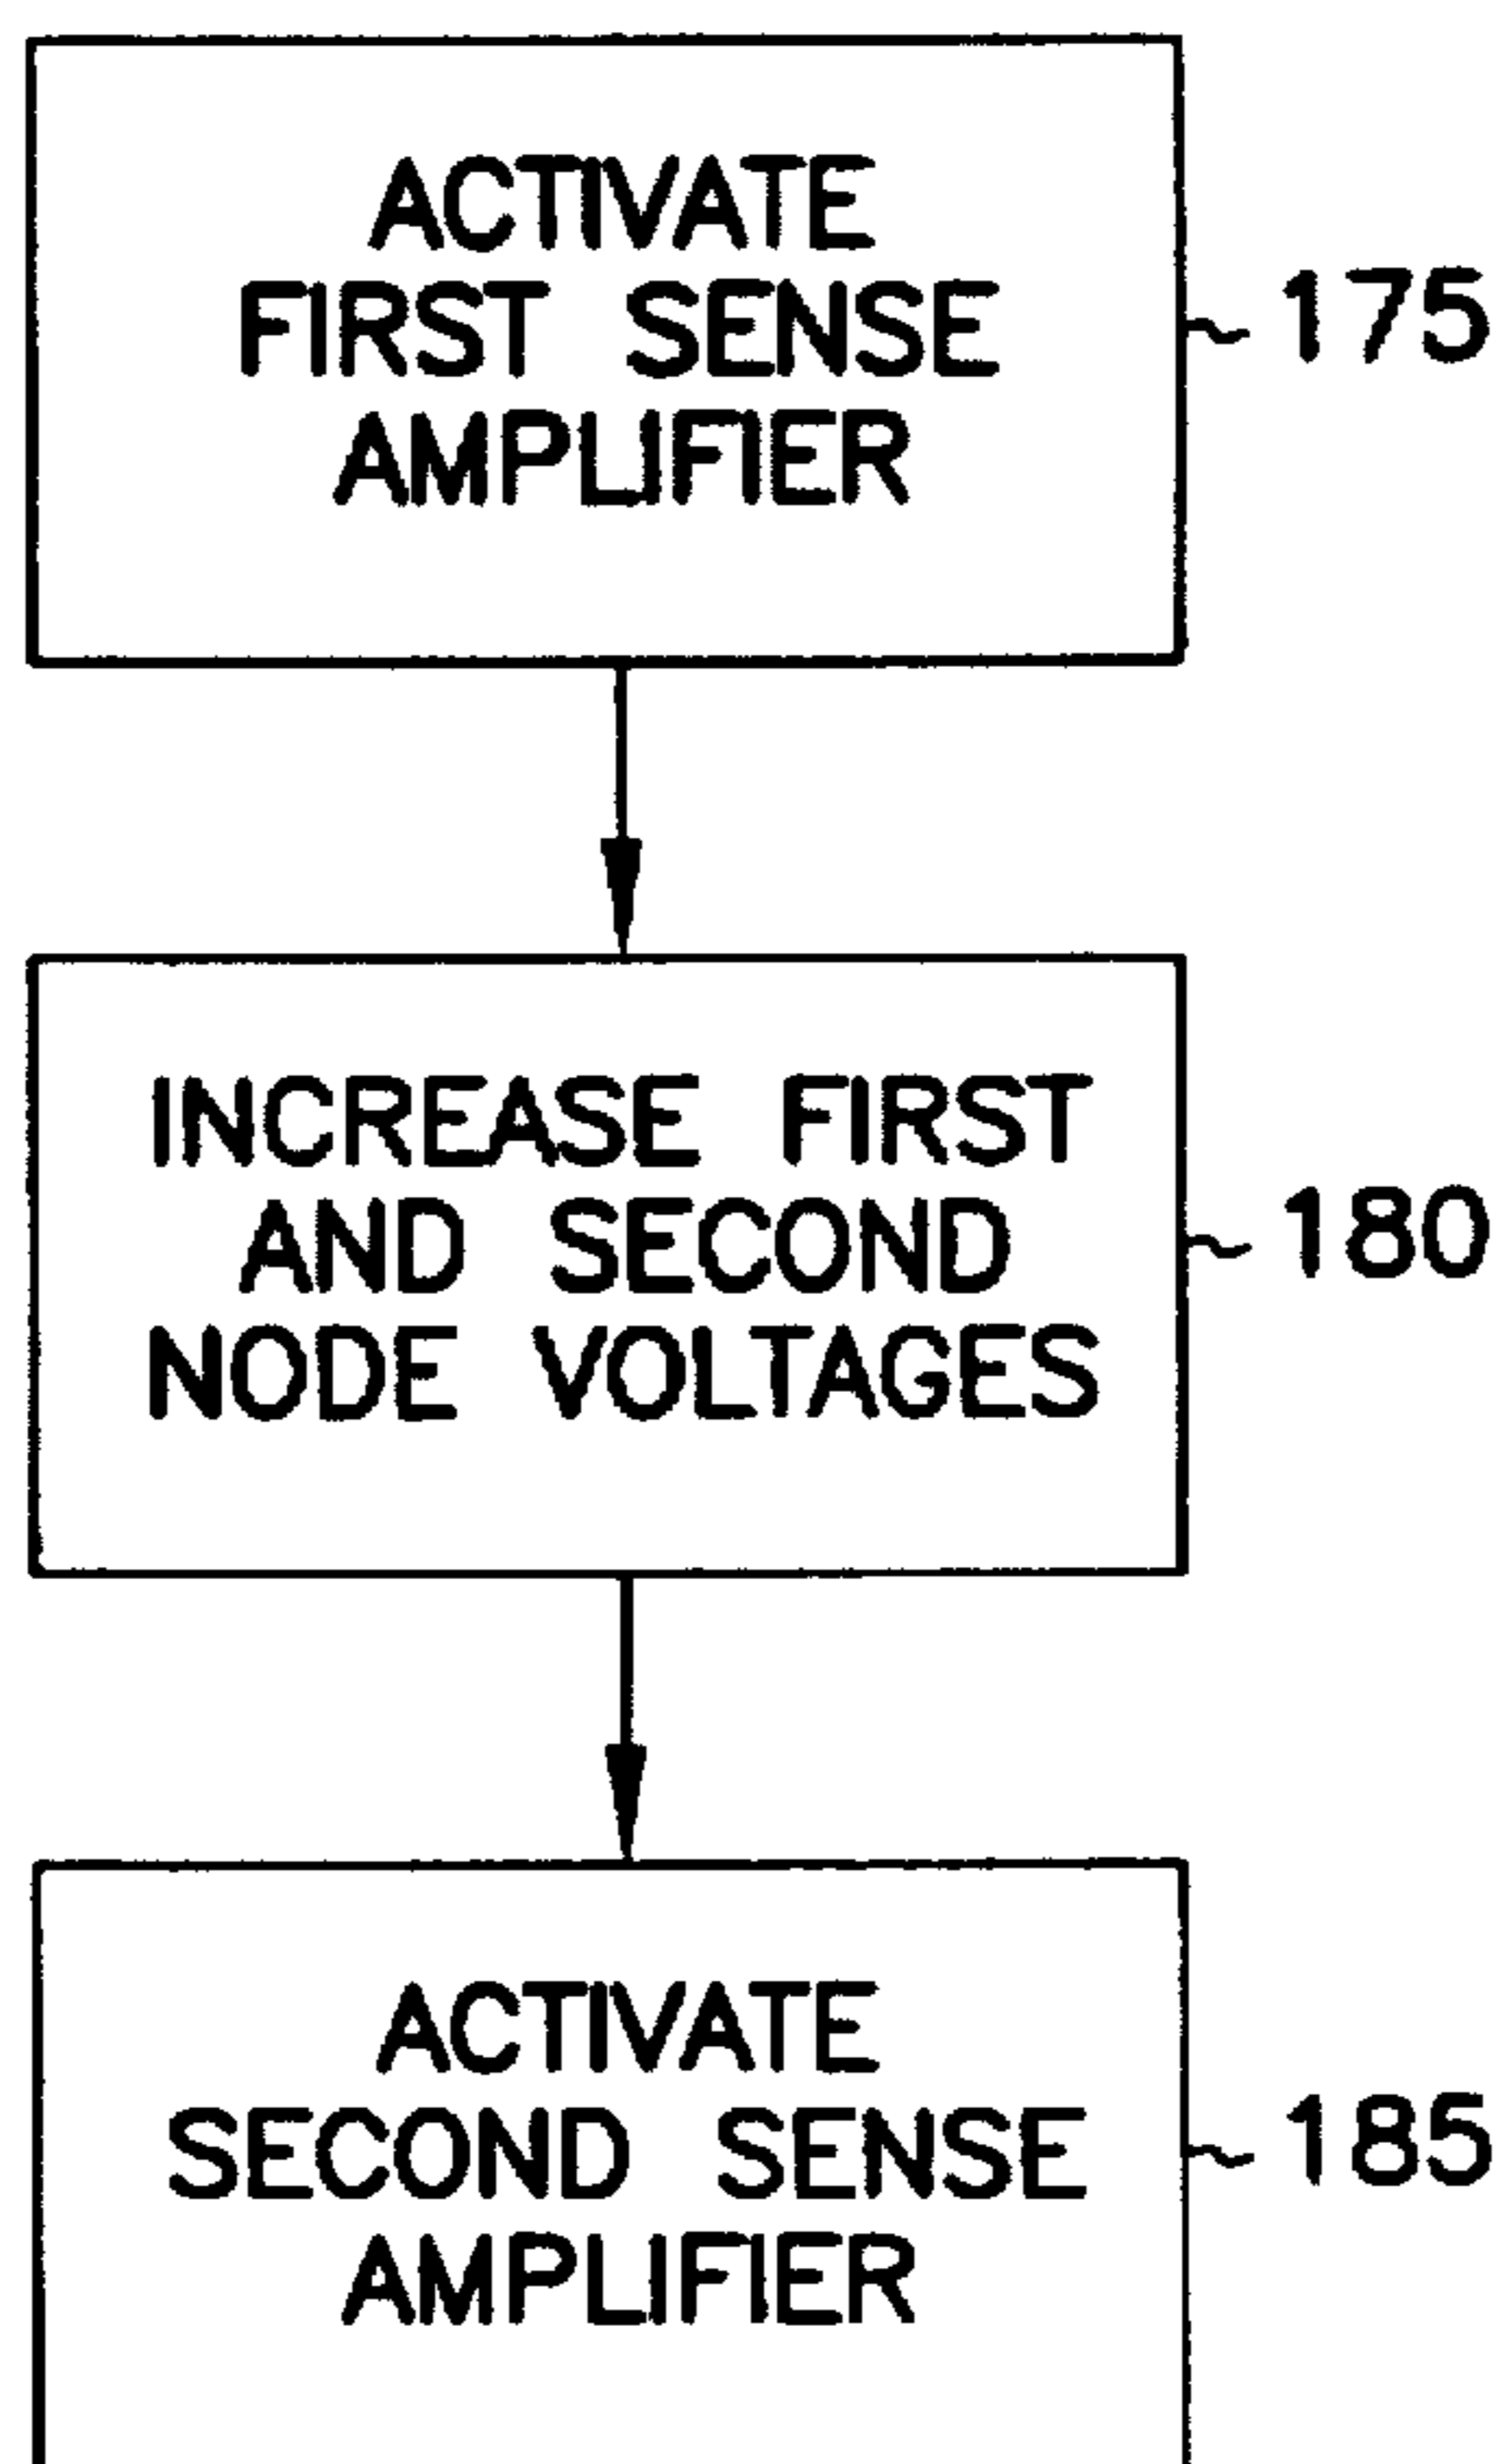 ACTIVATE
FIRST SENSE
AMPLIFIER
175
INCREASE FIRST
AND SECOND
NODE VOLTAGES
180
ACTIVATE
SECOND SENSE
AMPLIFIER
185